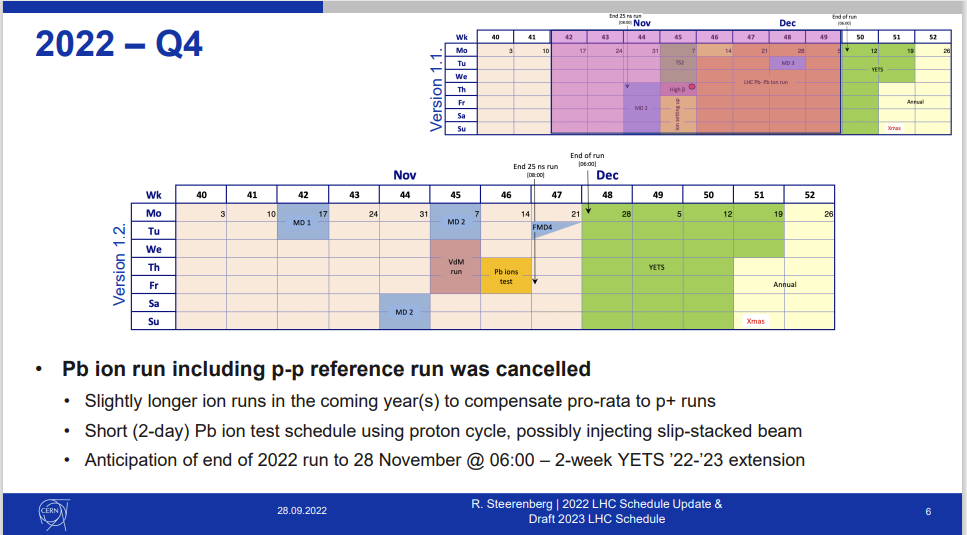 2022 – Q4
Version 1.1.
End 25 ns run
[06:00]
Nov
Dec
End of run
Wk 40 41 42 43 44 45 46 47 48 49 50 51 52
Mo 3 10 17 24 31 7 14 21 28 5 12 19 26
Tu TS2 MD 3 YETS
We LHC Pb- Pb Ion run
Th High β
Fr MD 2 Annual
Sa
Su Xmas
Version 1.2.
Nov
End 25 ns run
[08:00]
End of run
[06:00]
Dec
Wk 40 41 42 43 44 45 46 47 48 49 50 51 52
Mo 3 10 17 24 31 7 14 21 28 5 12 19 26
MD 1 MD 2
Tu FMD4
We
Th VdM run Pb ions test YETS
Fr Annual
Sa MD 2
Su Xmas
• Pb ion run including p-p reference run was cancelled
• Slightly longer ion runs in the coming year(s) to compensate pro-rata to p+ runs
• Short (2-day) Pb ion test schedule using proton cycle, possibly injecting slip-stacked beam
• Anticipation of end of 2022 run to 28 November @ 06:00 – 2-week YETS ’22-’23 extension
CERN
28.09.2022
R. Steerenberg | 2022 LHC Schedule Update &
Draft 2023 LHC Schedule
6